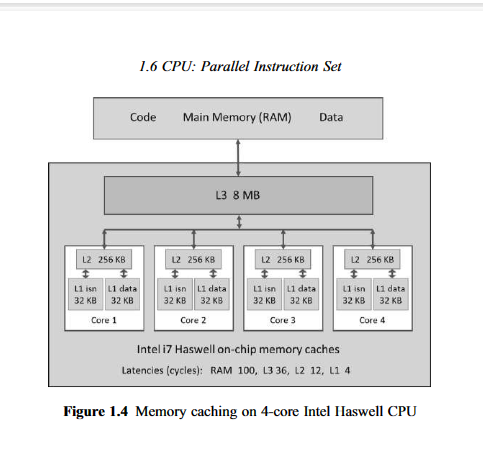 1.6 CPU: Parallel Instruction Set
Code Main Memory (RAM) Data
L3 8 MB
L2 256 KB L2 256 KB L2 256 KB L2 256 KB
L1 isn L1 data L1 isn L1 data L1 isn L1 data L1 isn L1 data
32 KB 32 KB 32 KB 32 KB 32 KB 32 KB 32 KB 32 KB
Core 1 Core 2 Core 3 Core 4
Intel i7 Haswell on-chip memory caches
Latencies (cycles): RAM 100, L3 36, L2 12, L1 4
Figure 1.4 Memory caching on 4-core Intel Haswell CPU